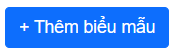 + Thêm biểu mẫu